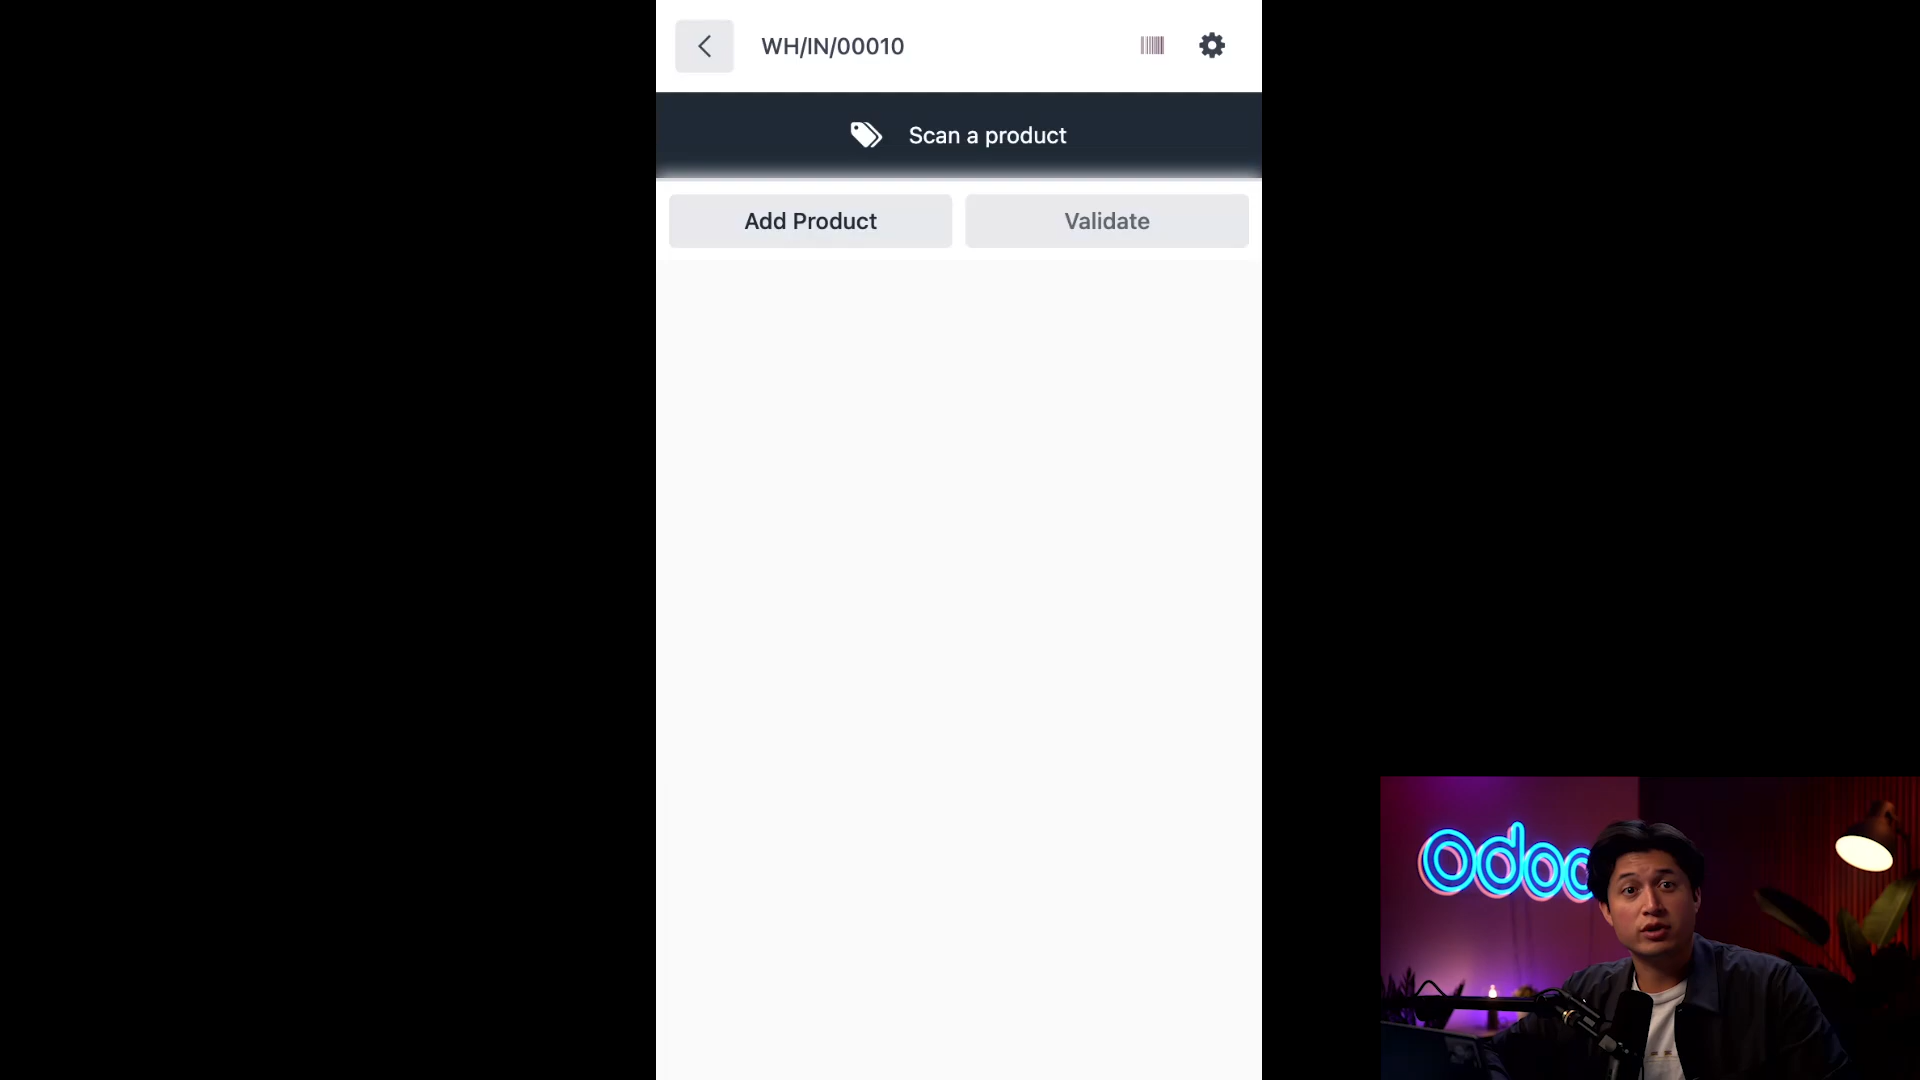 WH/IN/00010
Scan a product
Add Product
Validate
odoo